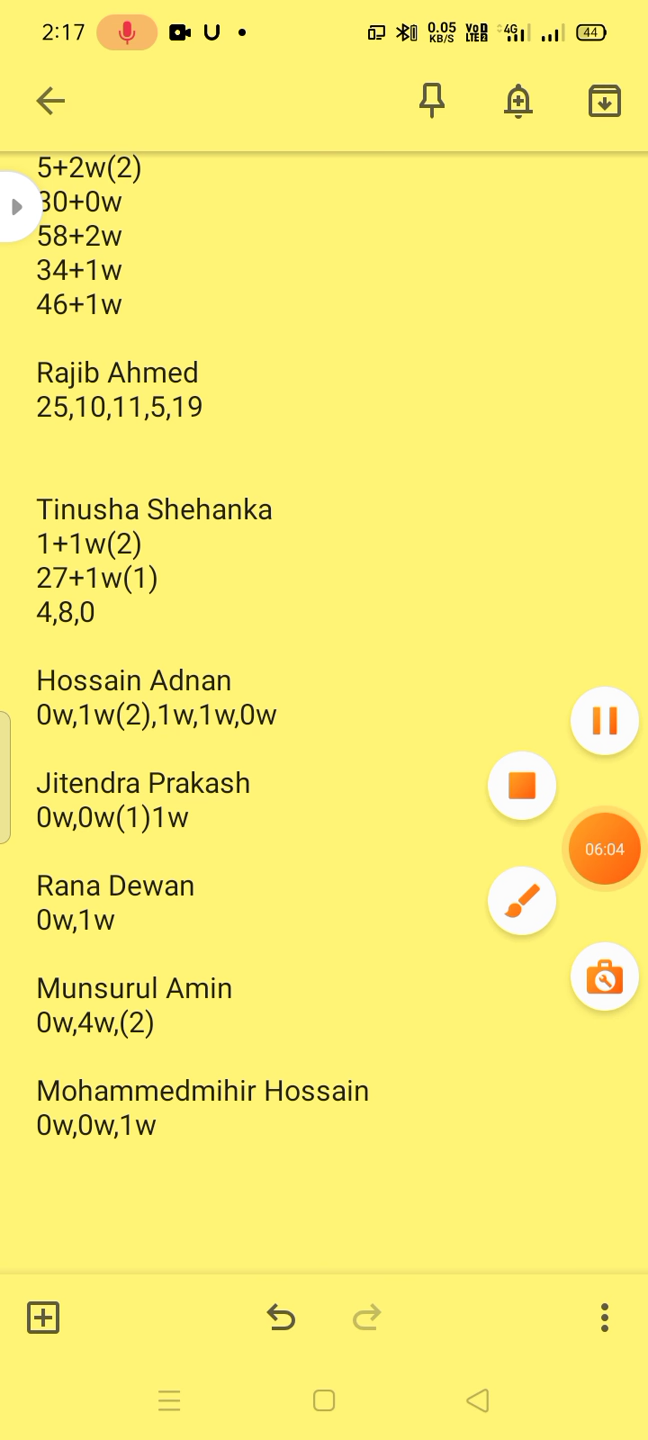 2:17
0.05
KB/S
VoD
LTE2
4G
44
5+2w(2)
30+0w
58+2w
34+1w
46+1w
Rajib Ahmed
25,10,11,5,19
Tinusha Shehanka
1+1w(2)
27+1w(1)
4,8,0
Hossain Adnan
0w,1w(2),1w,1w,0w
Jitendra Prakash
0w,0w(1)1w
06:04
Rana Dewan
0w,1w
Munsurul Amin
0w,4w,(2)
Mohammedmihir Hossain
0w,0w,1w